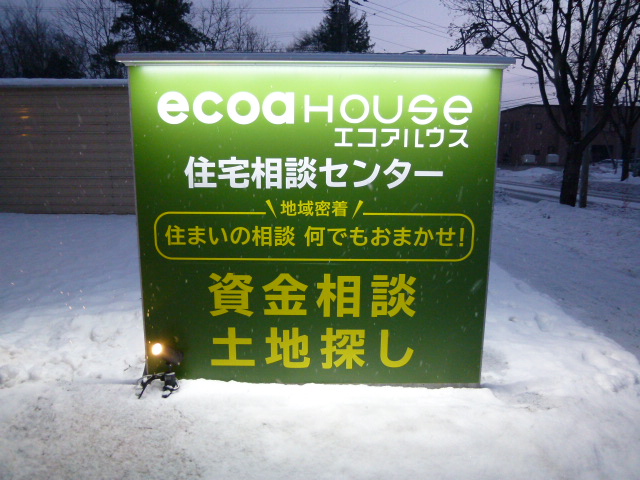 ecoa HOUSE
エコアハウス
住宅相談センター
地域密着
住まいの相談 何でもおまかせ!
資金相談
土地探し